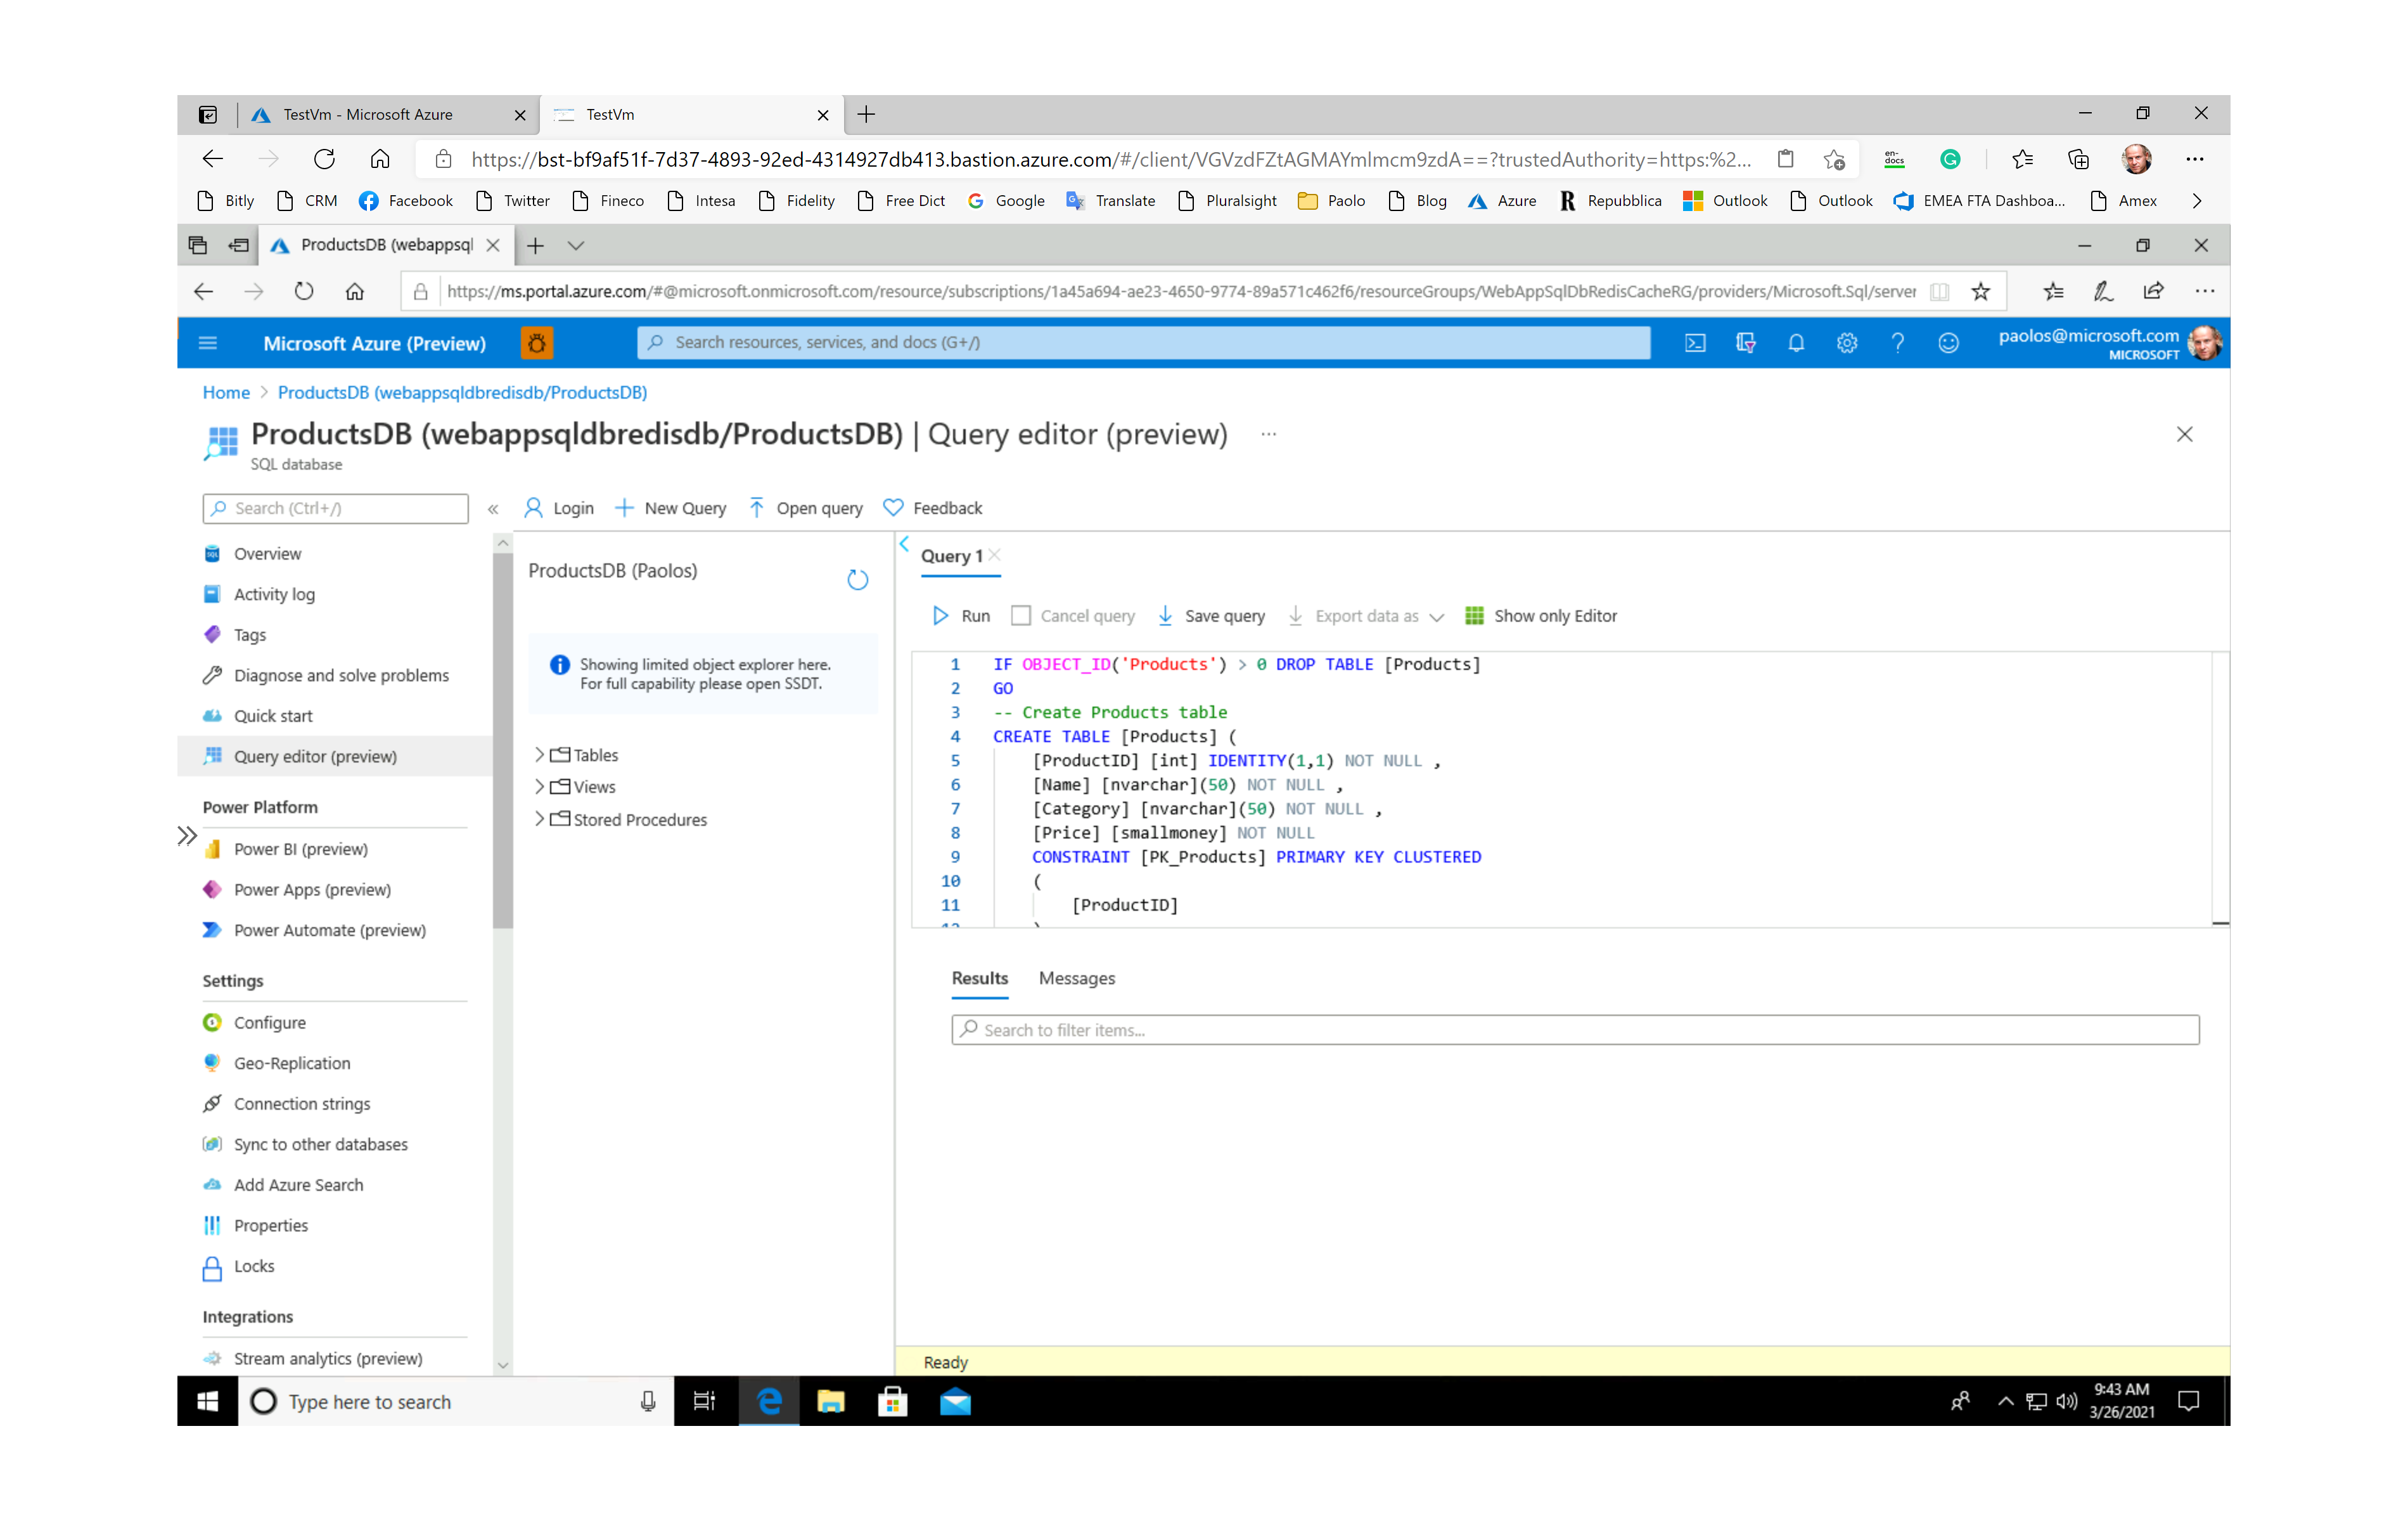 TestVm - Microsoft Azure
TestVm
https://bst-bf9af51f-7d37-4893-92ed-4314927db413.bastion.azure.com/#/client/VGVzdFZtAGMAYmlmcm9zdA==?trustedAuthority=https:%2...
en-docs
Bitly
CRM
Facebook
Twitter
Fineco
Intesa
Fidelity
Free Dict
Google
Translate
Pluralsight
Paolo
Blog
Azure
Repubblica
Outlook
Outlook
EMEA FTA Dashboa...
Amex
ProductsDB (webappsql
https://ms.portal.azure.com/#@microsoft.onmicrosoft.com/resource/subscriptions/1a45a694-ae23-4650-9774-89a571c462f6/resourceGroups/WebAppSqlDbRedisCacheRG/providers/Microsoft.Sql/server
Microsoft Azure (Preview)
Search resources, services, and docs (G+/)
paolos@microsoft.com
MICROSOFT
Home > ProductsDB (webappsqldbredisdb/ProductsDB)
ProductsDB (webappsqldbredisdb/ProductsDB) | Query editor (preview) ...
SQL database
Search (Ctrl+/)
«
Login
New Query
Open query
Feedback
Overview
Activity log
Tags
Diagnose and solve problems
Quick start
Query editor (preview)
Power Platform
Power BI (preview)
Power Apps (preview)
Power Automate (preview)
Settings
Configure
Geo-Replication
Connection strings
Sync to other databases
Add Azure Search
Properties
Locks
Integrations
Stream analytics (preview)
ProductsDB (Paolos)
Showing limited object explorer here.
For full capability please open SSDT.
Tables
Views
Stored Procedures
Query 1
Run
Cancel query
Save query
Export data as
Show only Editor
1 IF OBJECT_ID('Products') > 0 DROP TABLE [Products]
2 GO
3 -- Create Products table
4 CREATE TABLE [Products] (
5 [ProductID] [int] IDENTITY(1,1) NOT NULL ,
6 [Name] [nvarchar](50) NOT NULL ,
7 [Category] [nvarchar](50) NOT NULL ,
8 [Price] [smallmoney] NOT NULL
9 CONSTRAINT [PK_Products] PRIMARY KEY CLUSTERED
10 (
11 [ProductID]
12 )
Results
Messages
Search to filter items...
Ready
Type here to search
9:43 AM
3/26/2021